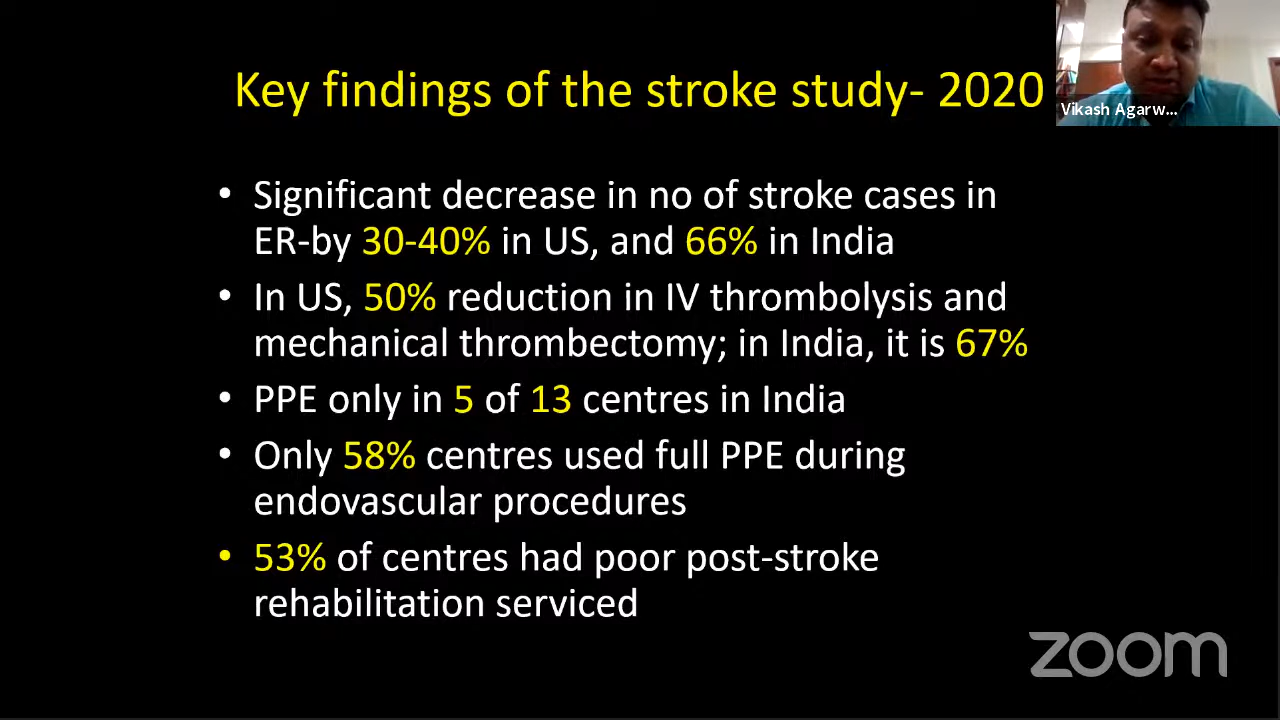 Key findings of the stroke study- 2020
Vikash Agarw...
• Significant decrease in no of stroke cases in
ER-by 30-40% in US, and 66% in India
• In US, 50% reduction in IV thrombolysis and
mechanical thrombectomy; in India, it is 67%
• PPE only in 5 of 13 centres in India
• Only 58% centres used full PPE during
endovascular procedures
• 53% of centres had poor post-stroke
rehabilitation serviced
zoom